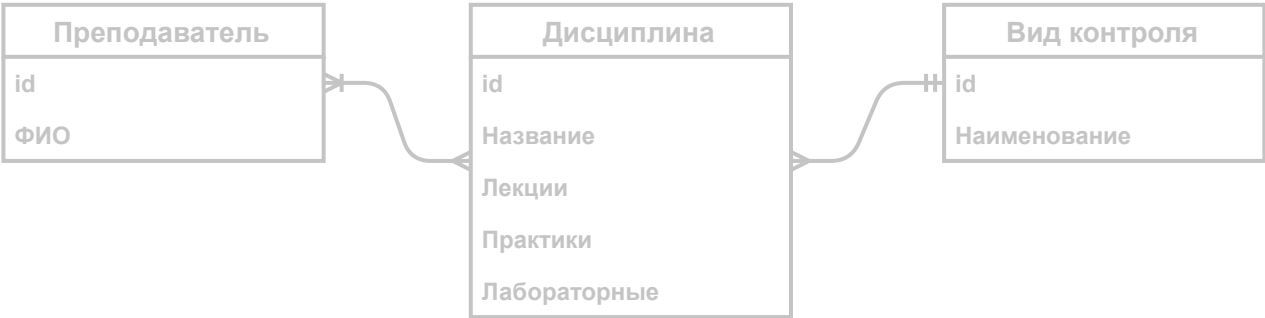 Преподаватель
id
ФИО
Дисциплина
id
Название
Лекции
Практики
Лабораторные
Вид контроля
id
Наименование